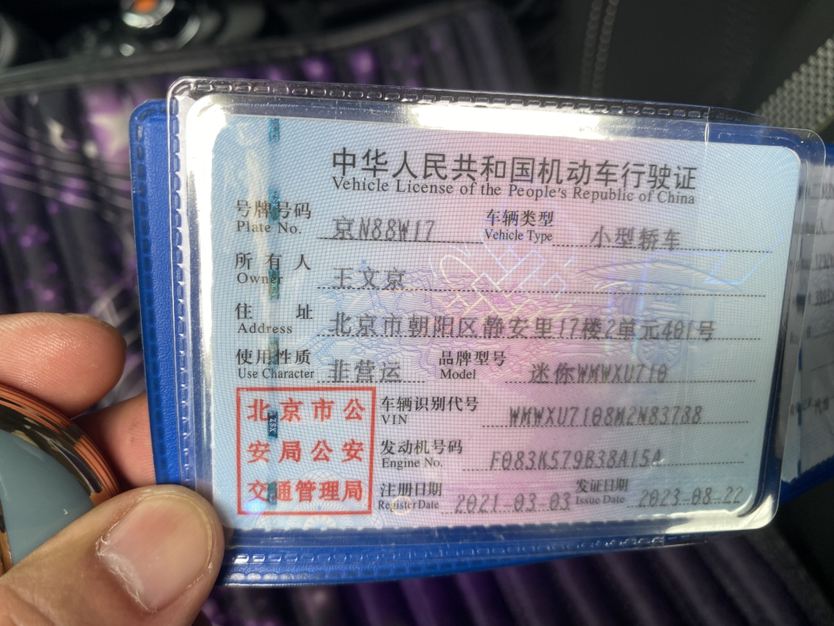 中华人民共和国机动车行驶证
Vehicle License of the People's Republic of China
号牌号码 京N88W17 车辆类型 小型轿车
Plate No. Vehicle Type
所有人 王文京
Owner
住址 北京市朝阳区静安里17楼2单元401号
Address
使用性质 非营运 品牌型号 迷你WMWXU710
Use Character Model
北京市公
安局公安
交通管理局
车辆识别代号 WMWXU7108M2N83788
VIN
发动机号码 F083K579B38A15A
Engine No.
注册日期 2021-03-03 发证日期 2023-08-22
Register Date Issue Date